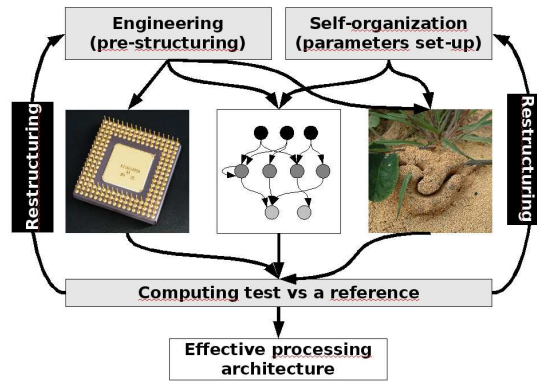 Engineering
(pre-structuring)
Self-organization
(parameters set-up)
Restructuring
Restructuring
Computing test vs a reference
Effective processing
architecture